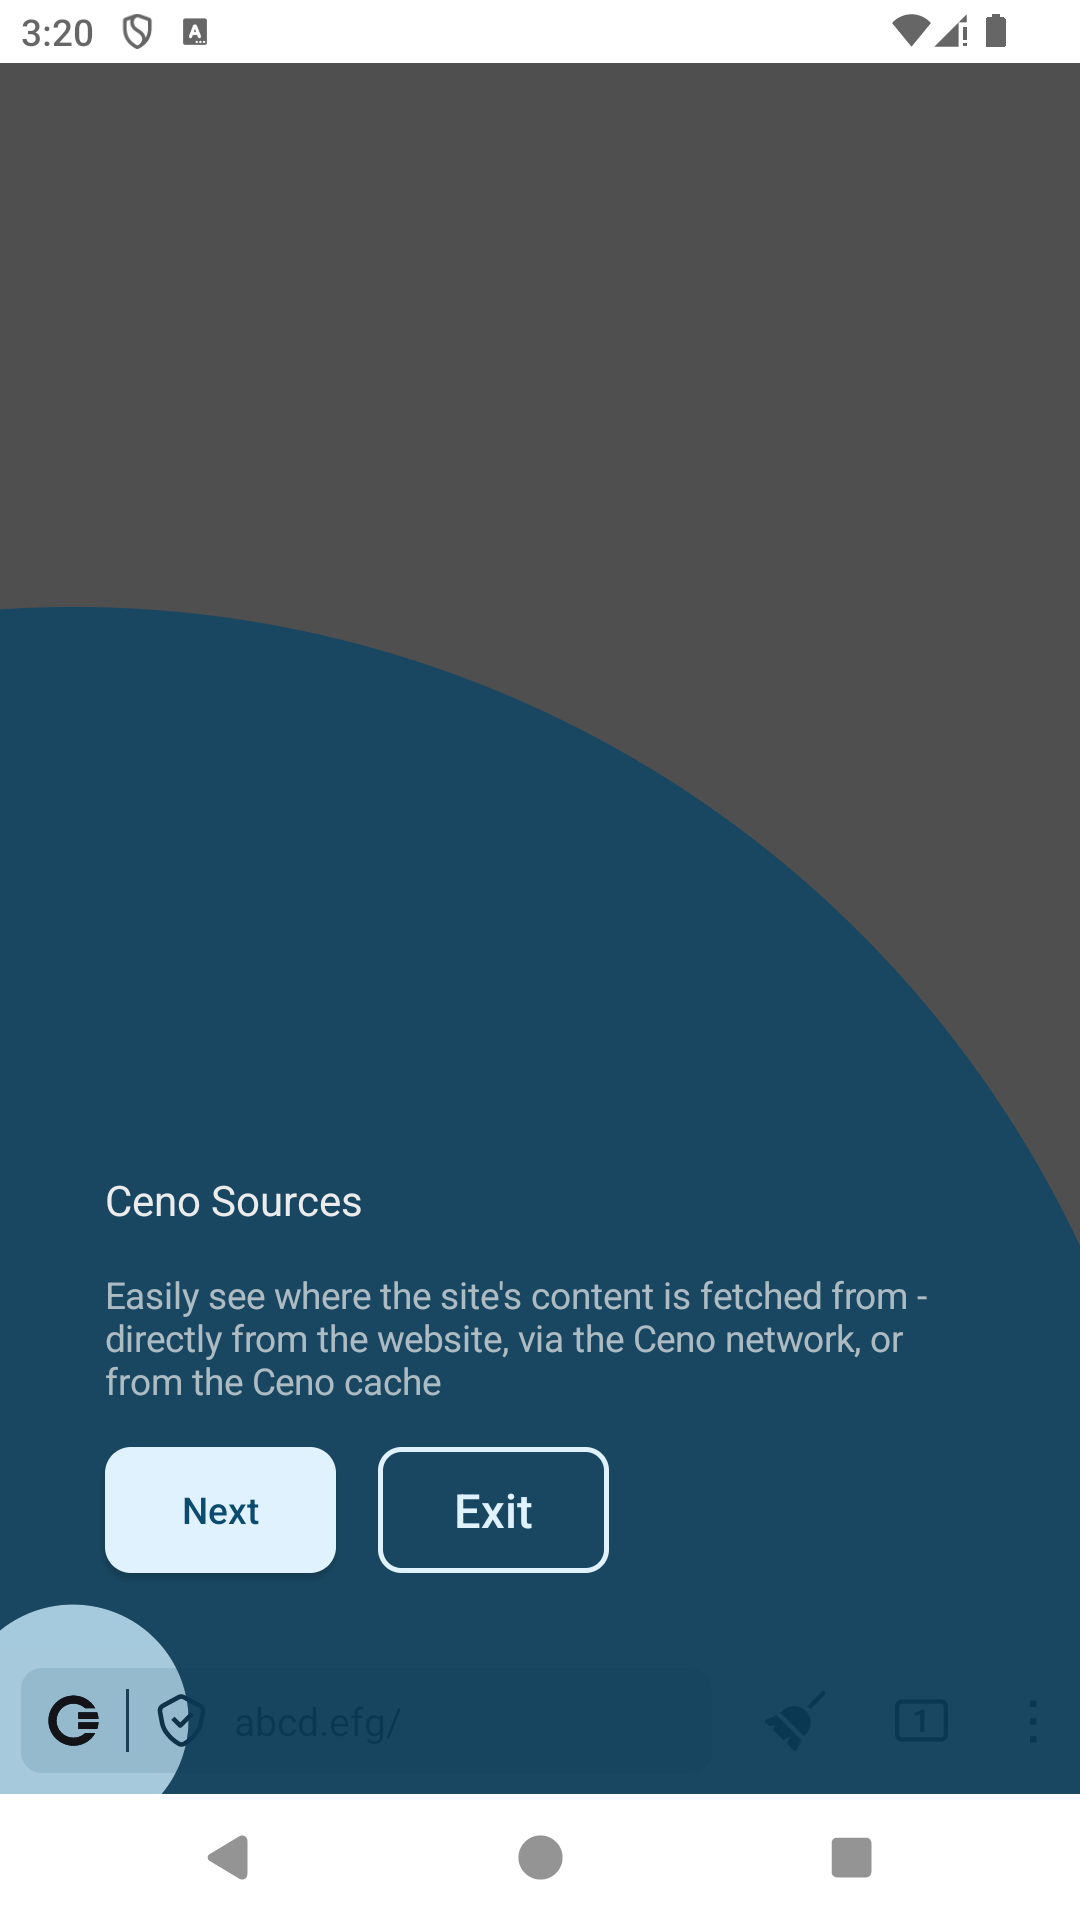 3:20
Ceno Sources
Easily see where the site's content is fetched from -
directly from the website, via the Ceno network, or
from the Ceno cache
Next
Exit
abcd.efg/
1